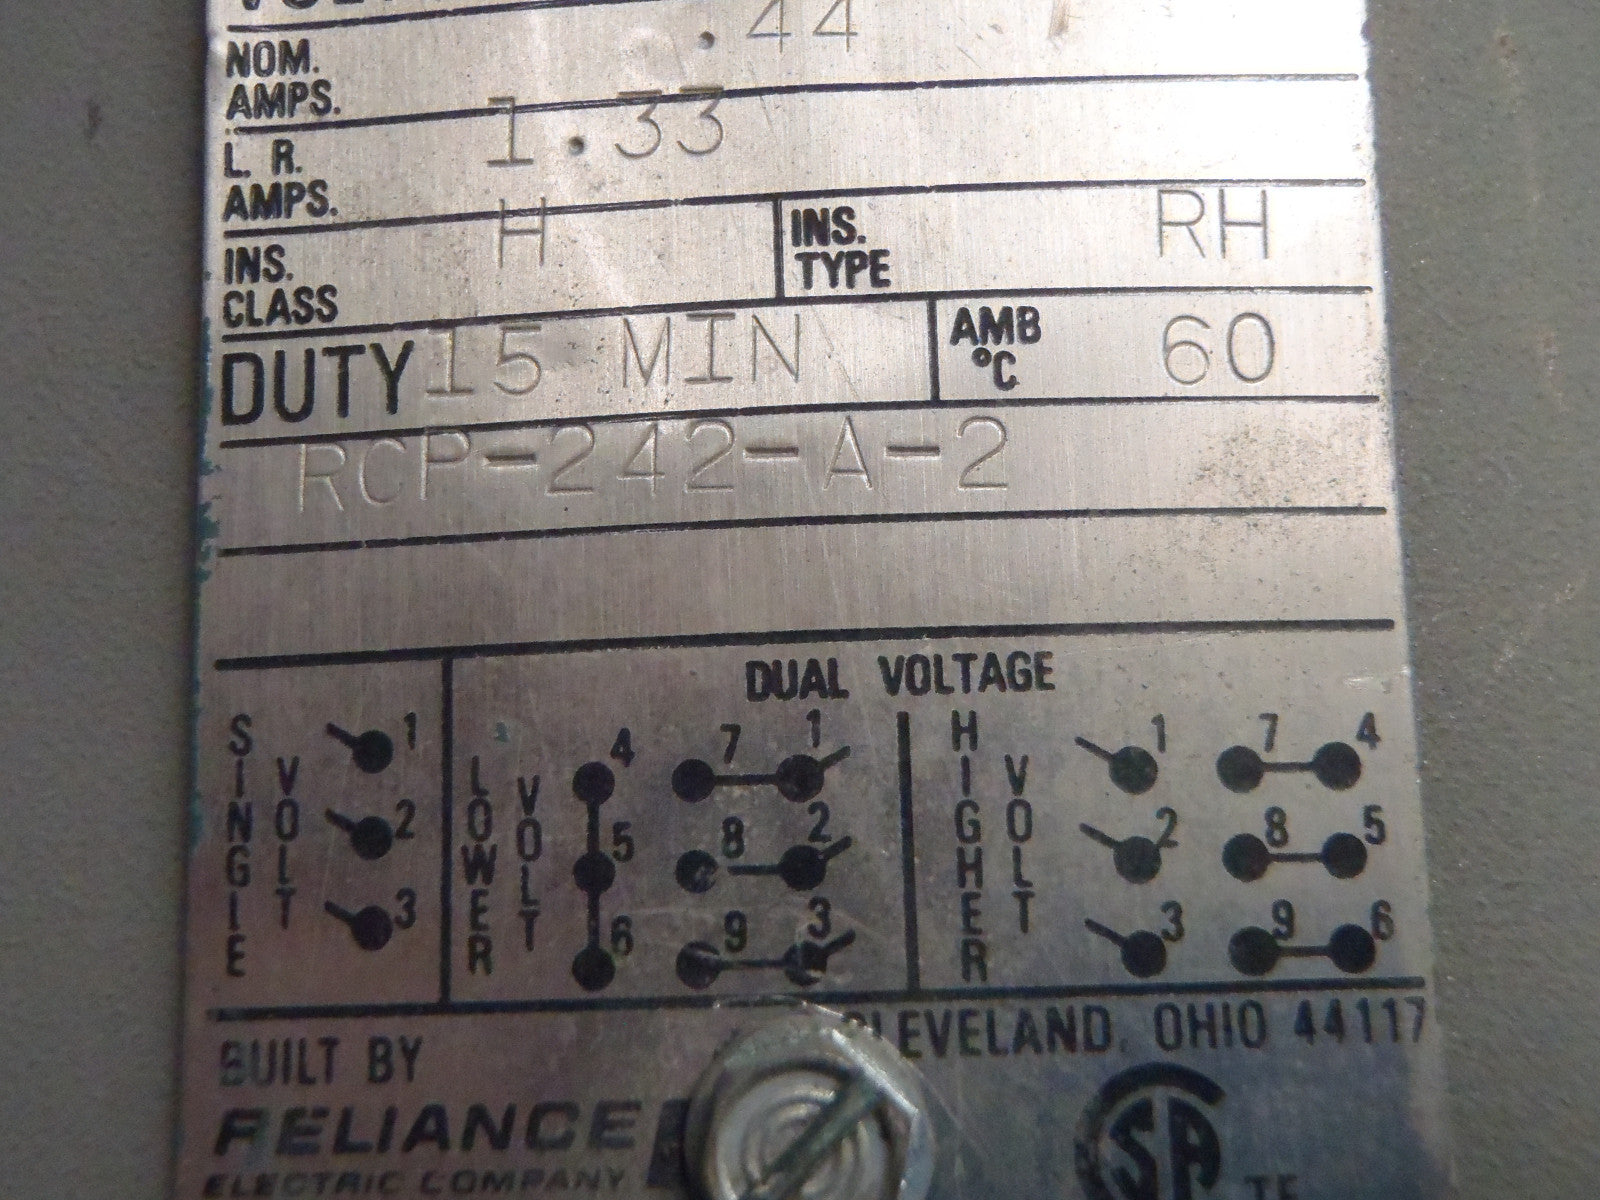 NOM. AMPS. .44
L. R. AMPS. 1.33
INS. CLASS H INS. TYPE RH
DUTY 15 MIN AMB °C 60
RCP-242-A-2
DUAL VOLTAGE
SINGLE VOLT 1 2 3
LOWER VOLT 4 7 1 5 8 2 6 9 3
HIGHER VOLT 1 7 4 2 8 5 3 9 6
BUILT BY CLEVELAND, OHIO 44117
RELIANCE
ELECTRIC COMPANY
SA